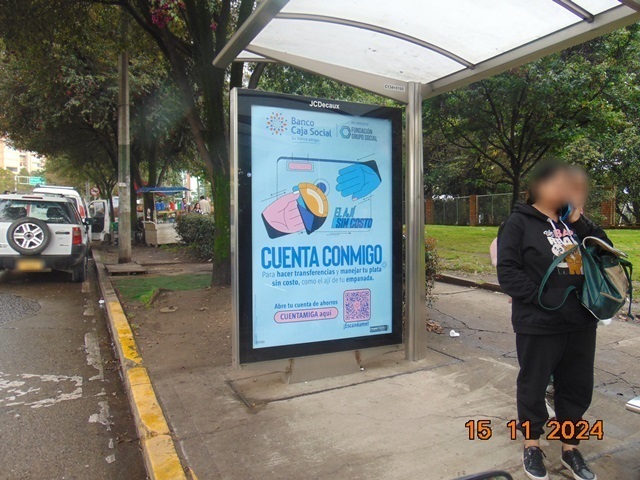 JCDecaux
Banco
Caja Social
FUNDACIÓN
GRUPO SOCIAL
EL AJÍ
SIN COSTO
CUENTA CONMIGO
Para hacer transferencias y manejar tu plata
sin costo, como el ají de tu empanada.
Abre tu cuenta de ahorros
CUENTAMIGA aquí
¡Escanéame!
15 11 2024